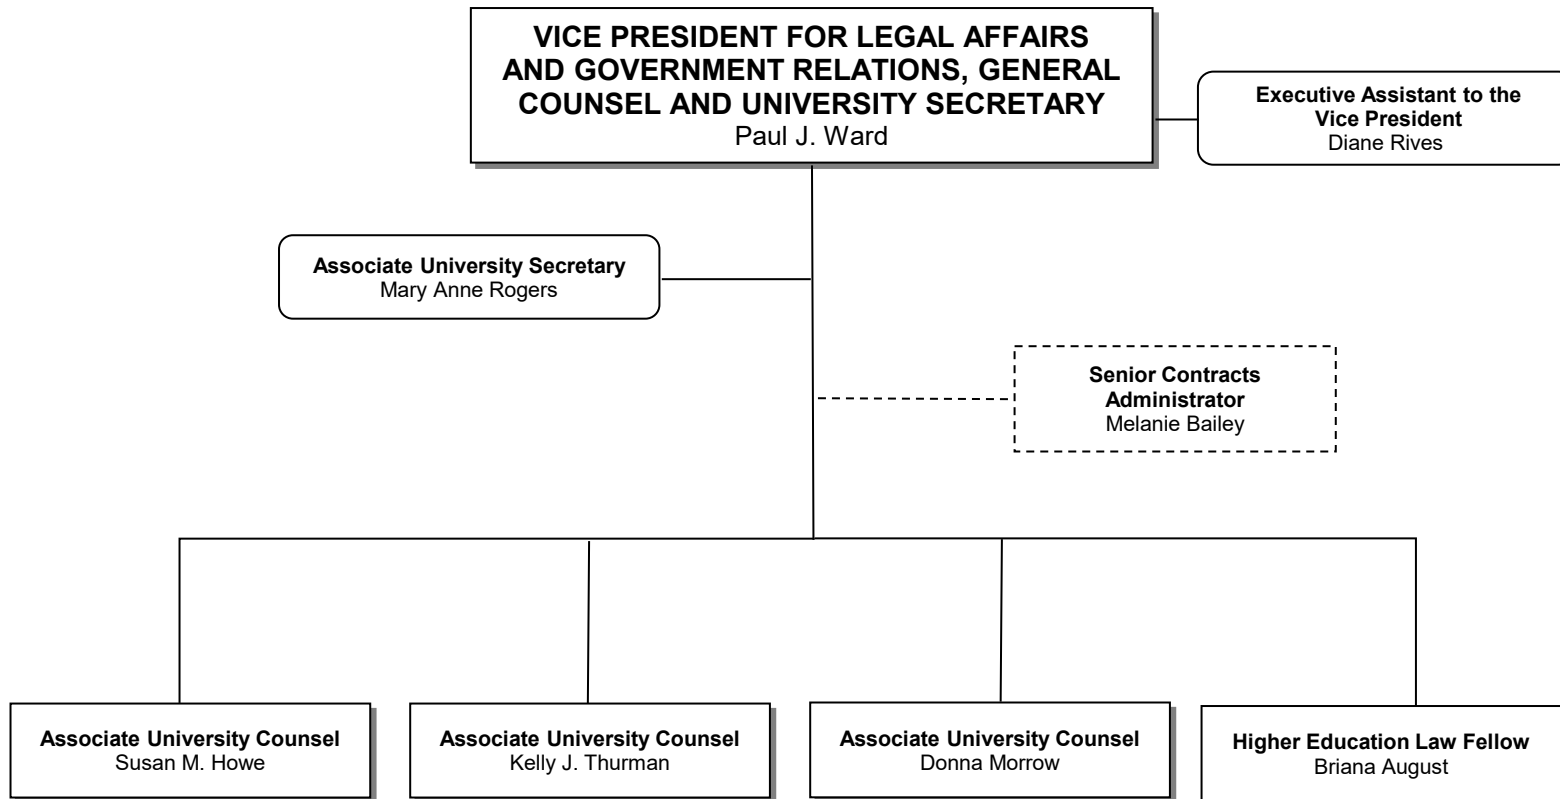 VICE PRESIDENT FOR LEGAL AFFAIRS
AND GOVERNMENT RELATIONS, GENERAL
COUNSEL AND UNIVERSITY SECRETARY
Paul J. Ward
Executive Assistant to the
Vice President
Diane Rives
Associate University Secretary
Mary Anne Rogers
Senior Contracts
Administrator
Melanie Bailey
Associate University Counsel
Susan M. Howe
Associate University Counsel
Kelly J. Thurman
Associate University Counsel
Donna Morrow
Higher Education Law Fellow
Briana August